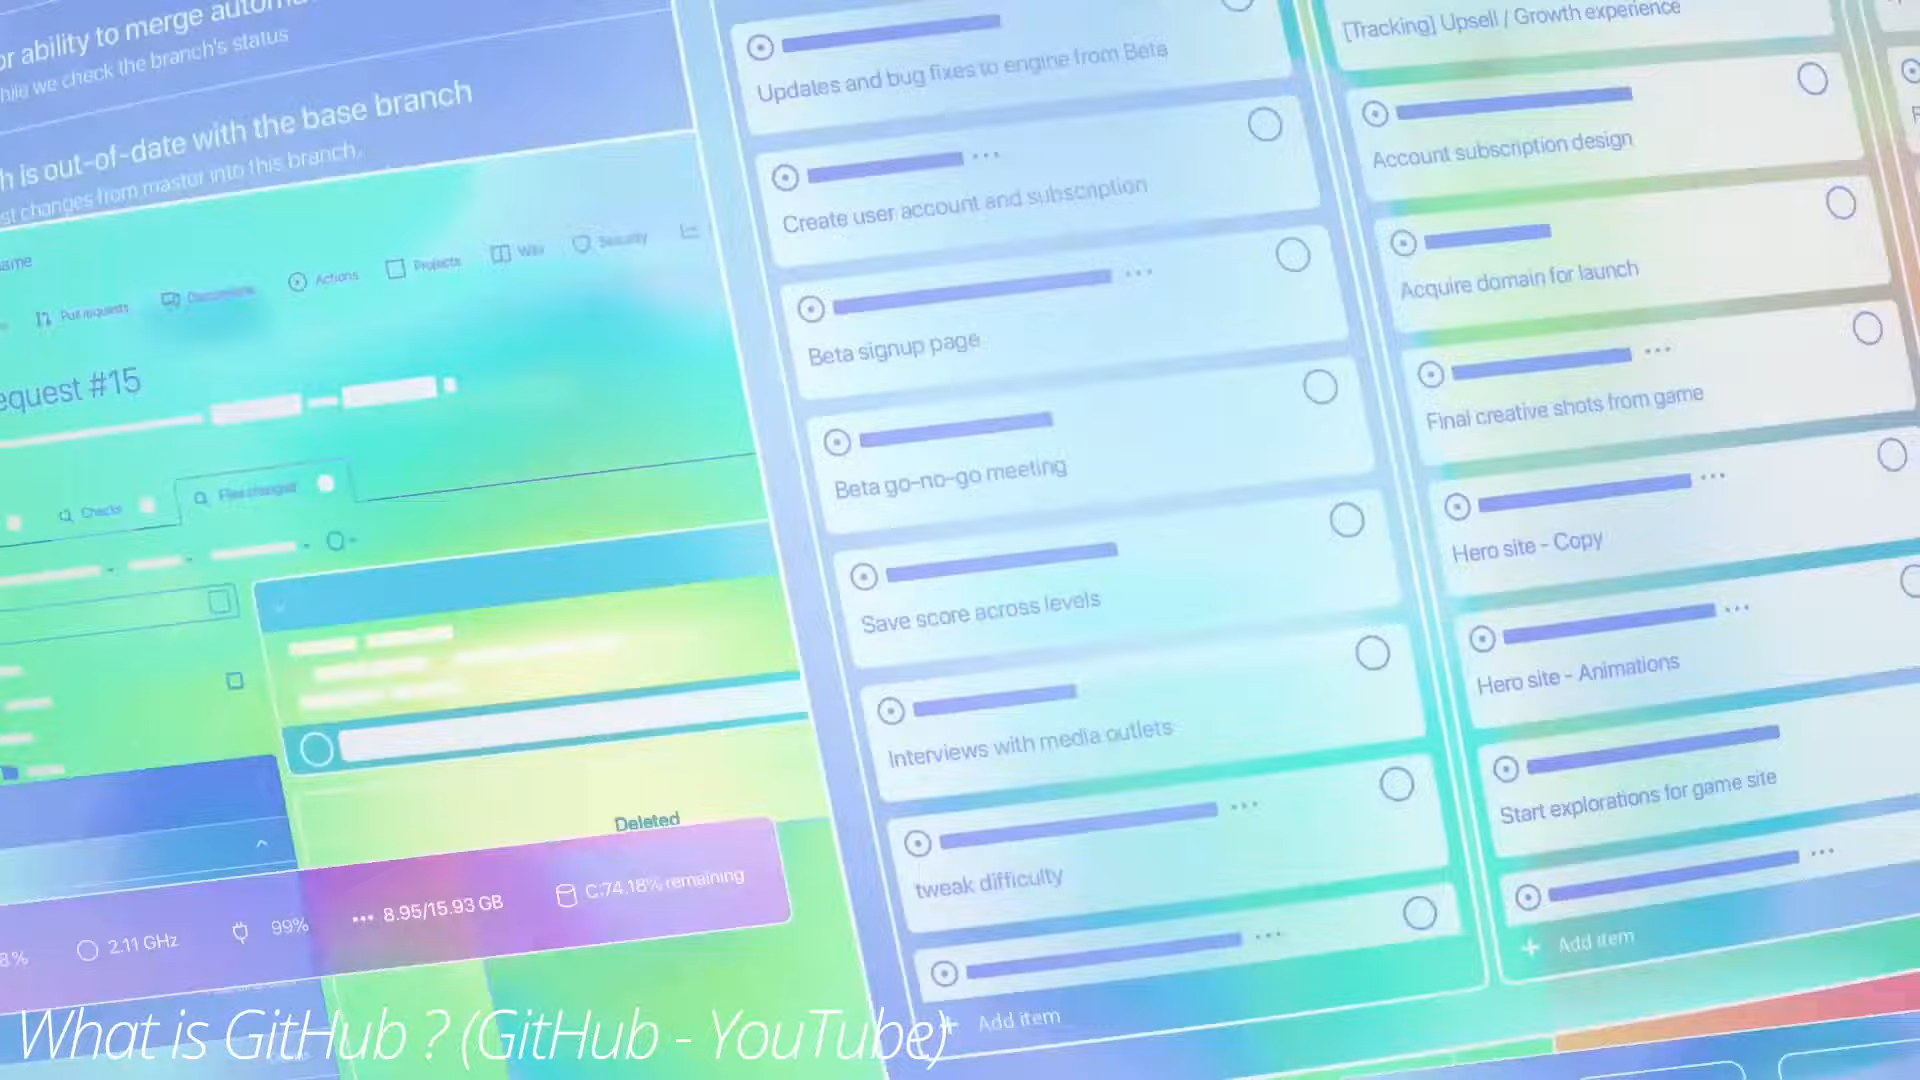 or ability to merge
hile we check the branch's status
h is out-of-date with the base branch
st changes from master into this branch.
ame
Pull requests
Discussions
Actions
Projects
Wiki
Security
equest #15
Checks
Files changed
Deleted
8%
2.11 GHz
99%
8.95/15.93 GB
C:74.18% remaining
Updates and bug fixes to engine from Beta
Create user account and subscription
Beta signup page
Beta go-no-go meeting
Save score across levels
Interviews with media outlets
tweak difficulty
Add item
[Tracking] Upsell / Growth experience
Account subscription design
Acquire domain for launch
Final creative shots from game
Hero site - Copy
Hero site - Animations
Start explorations for game site
Add item
What is GitHub ? (GitHub - YouTube)